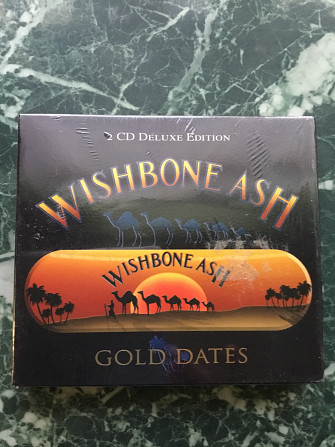 2 CD DELUXE EDITION
WISHBONE ASH
WISHBONE ASH
GOLD DATES